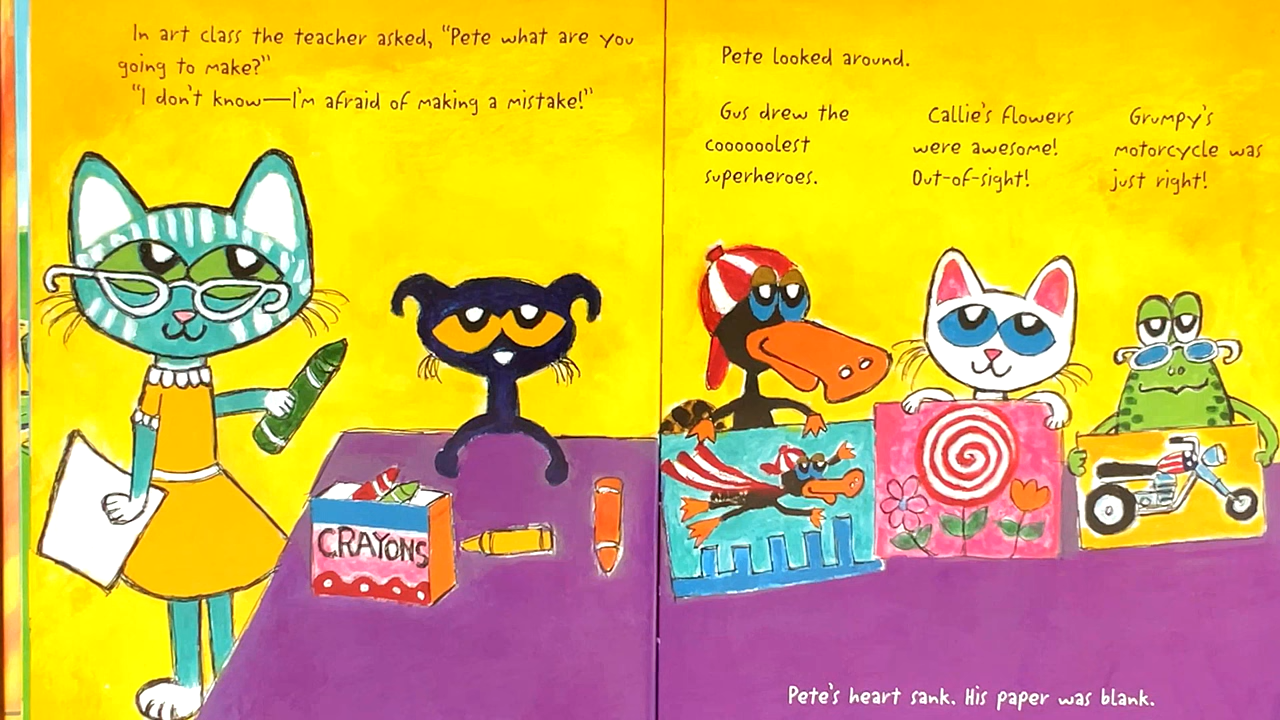 In art class the teacher asked, "Pete what are you
going to make?"
"I don't know—I'm afraid of making a mistake!"
CRAYONS
Pete looked around.
Gus drew the
cooooolest
superheroes.
Callie's flowers
were awesome!
Out-of-sight!
Grumpy's
motorcycle was
just right!
Pete's heart sank. His paper was blank.